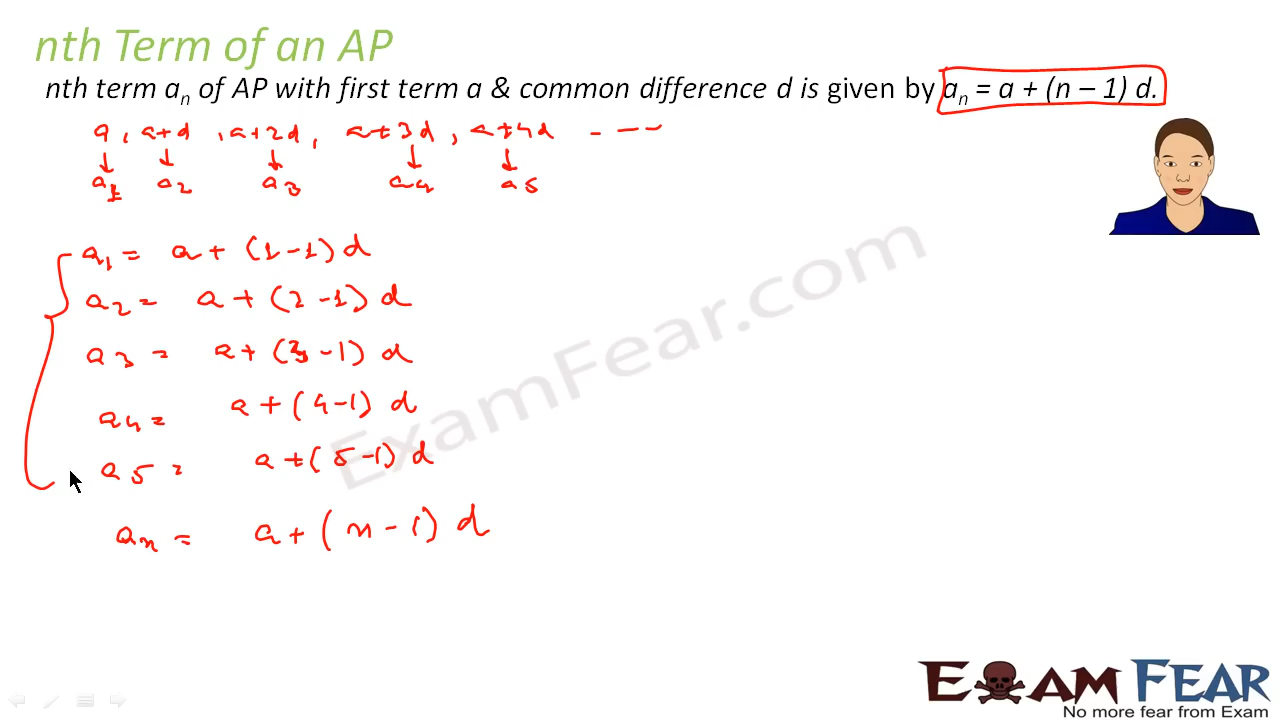 nth Term of an AP
nth term aₙ of AP with first term a & common difference d is given by aₙ = a + (n – 1) d.
a, a+d, a+2d, a+3d, a+4d - - - -
↓ ↓ ↓ ↓ ↓
a₁ a₂ a₃ a₄ a₅
a₁ = a + (1-1) d
a₂ = a + (2-1) d
a₃ = a + (3-1) d
a₄ = a + (4-1) d
a₅ = a + (5-1) d
aₙ = a + (n-1) d
ExamFear.com
EXAM FEAR
No more fear from Exam